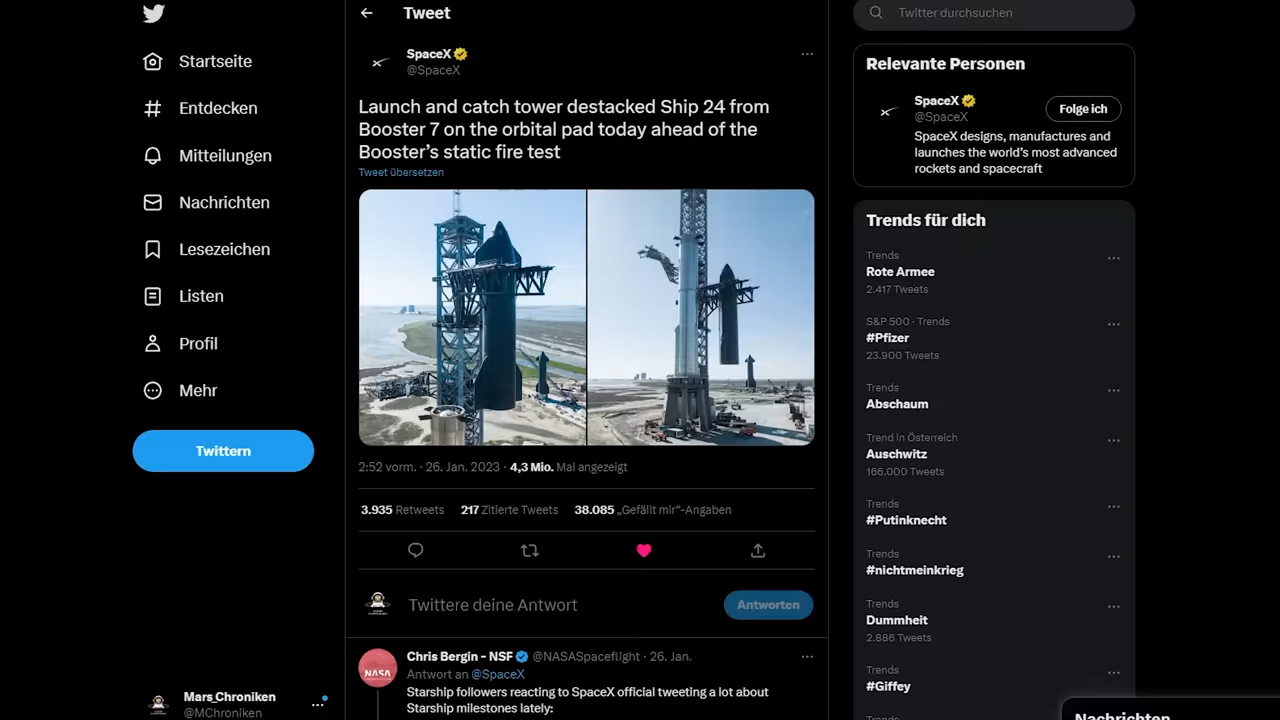 Startseite
Entdecken
Mitteilungen
Nachrichten
Lesezeichen
Listen
Profil
Mehr
Twittern
Mars_Chroniken
@MChroniken
Tweet
SpaceX
@SpaceX
Launch and catch tower destacked Ship 24 from
Booster 7 on the orbital pad today ahead of the
Booster’s static fire test
Tweet übersetzen
2:52 vorm. · 26. Jan. 2023 · 4,3 Mio. Mal angezeigt
3.935 Retweets 217 Zitierte Tweets 38.085 „Gefällt mir“-Angaben
Twittere deine Antwort
Antworten
NASA
Chris Bergin - NSF @NASASpaceflight · 26. Jan.
Antwort an @SpaceX
Starship followers reacting to SpaceX official tweeting a lot about
Starship milestones lately:
Twitter durchsuchen
Relevante Personen
SpaceX
@SpaceX
Folge ich
SpaceX designs, manufactures and
launches the world’s most advanced
rockets and spacecraft
Trends für dich
Trends
Rote Armee
2.417 Tweets
S&P 500 · Trends
#Pfizer
23.900 Tweets
Trends
Abschaum
Trend in Österreich
Auschwitz
166.000 Tweets
Trends
#Putinknecht
Trends
#nichtmeinkrieg
Trends
Dummheit
2.886 Tweets
Trends
#Giffey
Trends
Nachrichten